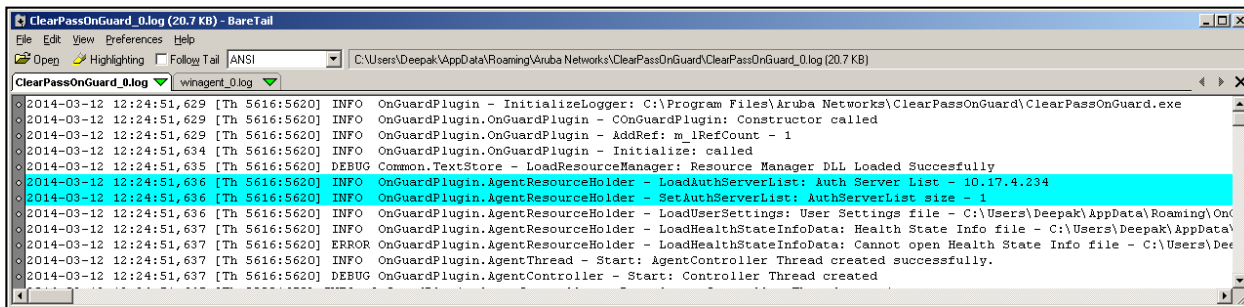 ClearPassOnGuard_0.log (20.7 KB) - BareTail
File Edit View Preferences Help
Open Highlighting Follow Tail ANSI C:\Users\Deepak\AppData\Roaming\Aruba Networks\ClearPassOnGuard\ClearPassOnGuard_0.log (20.7 KB)
ClearPassOnGuard_0.log winagent_0.log
2014-03-12 12:24:51,629 [Th 5616:5620] INFO OnGuardPlugin - InitializeLogger: C:\Program Files\Aruba Networks\ClearPassOnGuard\ClearPassOnGuard.exe
2014-03-12 12:24:51,629 [Th 5616:5620] INFO OnGuardPlugin.OnGuardPlugin - COnGuardPlugin: Constructor called
2014-03-12 12:24:51,629 [Th 5616:5620] INFO OnGuardPlugin.OnGuardPlugin - AddRef: m_lRefCount - 1
2014-03-12 12:24:51,634 [Th 5616:5620] INFO OnGuardPlugin.OnGuardPlugin - Initialize: called
2014-03-12 12:24:51,635 [Th 5616:5620] DEBUG Common.TextStore - LoadResourceManager: Resource Manager DLL Loaded Succesfully
2014-03-12 12:24:51,636 [Th 5616:5620] INFO OnGuardPlugin.AgentResourceHolder - LoadAuthServerList: Auth Server List - 10.17.4.234
2014-03-12 12:24:51,636 [Th 5616:5620] INFO OnGuardPlugin.AgentResourceHolder - SetAuthServerList: AuthServerList size - 1
2014-03-12 12:24:51,636 [Th 5616:5620] INFO OnGuardPlugin.AgentResourceHolder - LoadUserSettings: User Settings file - C:\Users\Deepak\AppData\Roaming\OnG
2014-03-12 12:24:51,637 [Th 5616:5620] INFO OnGuardPlugin.AgentResourceHolder - LoadHealthStateInfoData: Health State Info file - C:\Users\Deepak\AppData\
2014-03-12 12:24:51,637 [Th 5616:5620] ERROR OnGuardPlugin.AgentResourceHolder - LoadHealthStateInfoData: Cannot open Health State Info file - C:\Users\Dee
2014-03-12 12:24:51,637 [Th 5616:5620] INFO OnGuardPlugin.AgentThread - Start: AgentController Thread created successfully.
2014-03-12 12:24:51,637 [Th 5616:5620] DEBUG OnGuardPlugin.AgentController - Start: Controller Thread created